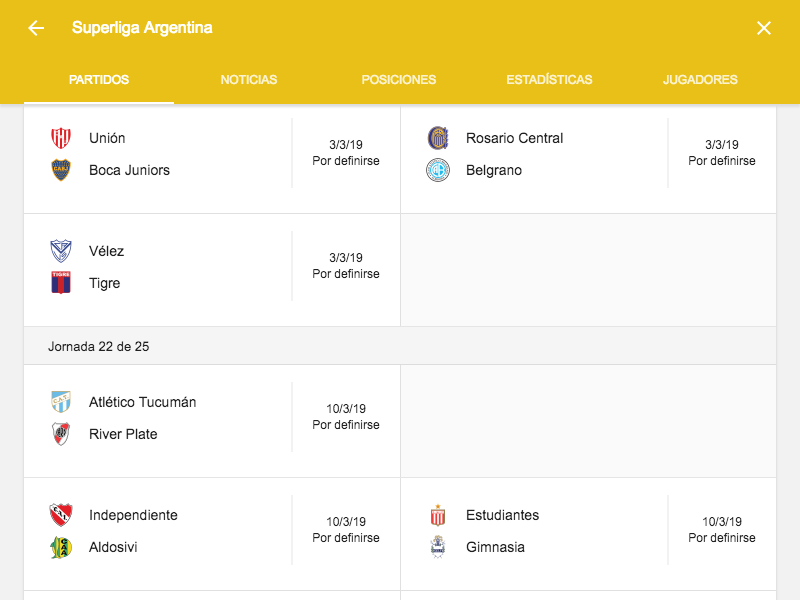 Superliga Argentina
PARTIDOS
NOTICIAS
POSICIONES
ESTADÍSTICAS
JUGADORES
Unión
Boca Juniors
3/3/19
Por definirse
Rosario Central
Belgrano
3/3/19
Por definirse
Vélez
Tigre
TIGRE
3/3/19
Por definirse
Jornada 22 de 25
Atlético Tucumán
River Plate
10/3/19
Por definirse
Independiente
Aldosivi
10/3/19
Por definirse
Estudiantes
Gimnasia
10/3/19
Por definirse